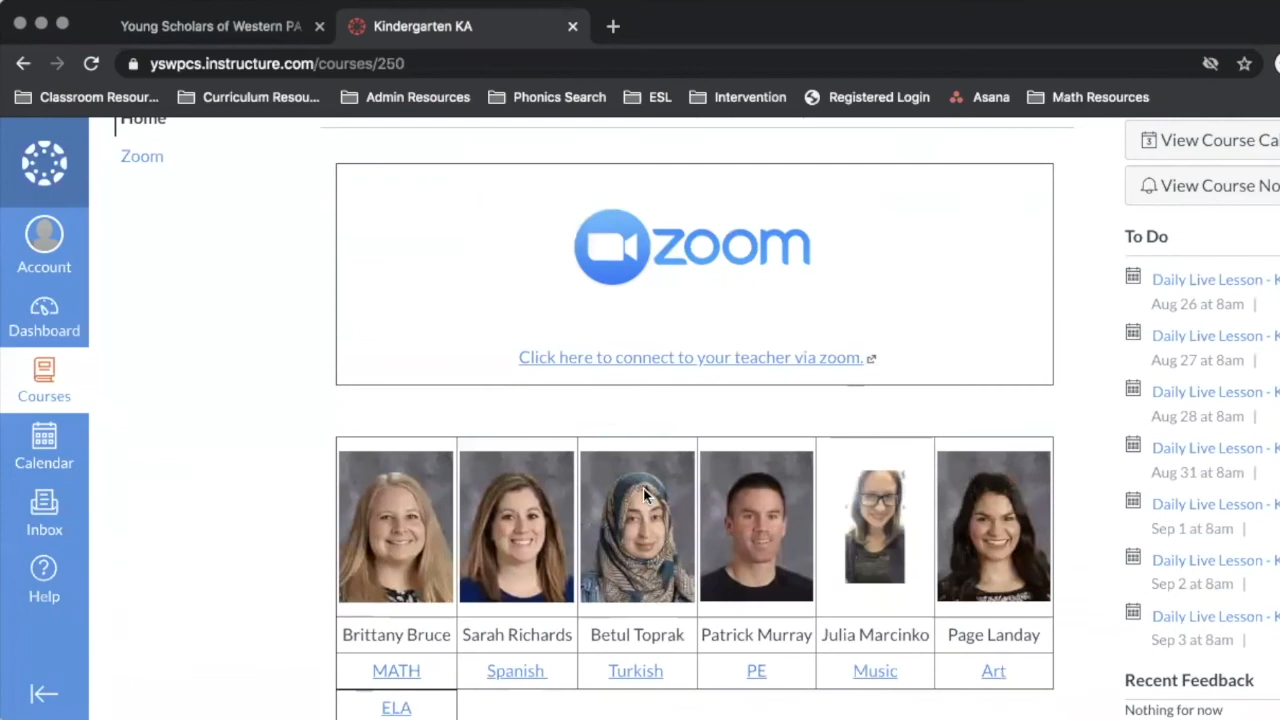 Young Scholars of Western PA
Kindergarten KA
yswpcs.instructure.com/courses/250
Classroom Resour... Curriculum Resou... Admin Resources Phonics Search ESL Intervention Registered Login Asana Math Resources
Home
Zoom
Account
Dashboard
Courses
Calendar
Inbox
Help
zoom
Click here to connect to your teacher via zoom.
Brittany Bruce Sarah Richards Betul Toprak Patrick Murray Julia Marcinko Page Landay
MATH Spanish Turkish PE Music Art
ELA
3 View Course Ca
View Course No
To Do
Daily Live Lesson - K
Aug 26 at 8am |
Daily Live Lesson - K
Aug 27 at 8am |
Daily Live Lesson - K
Aug 28 at 8am |
Daily Live Lesson - K
Aug 31 at 8am |
Daily Live Lesson - K
Sep 1 at 8am |
Daily Live Lesson - K
Sep 2 at 8am |
Daily Live Lesson - K
Sep 3 at 8am |
Recent Feedback
Nothing for now